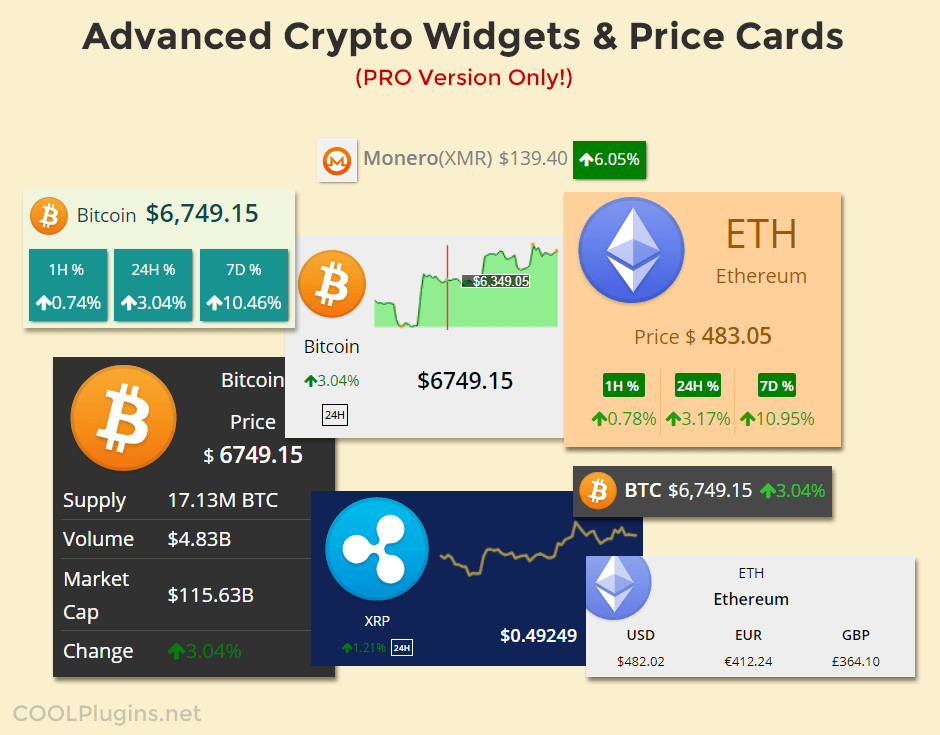 Advanced Crypto Widgets & Price Cards
(PRO Version Only!)
Monero(XMR) $139.40 6.05%
Bitcoin $6,749.15
1H % 24H % 7D %
0.74% 3.04% 10.46%
$6,349.05
Bitcoin
3.04% $6749.15
24H
ETH
Ethereum
Price $ 483.05
1H % 24H % 7D %
0.78% 3.17% 10.95%
Bitcoin
Price
$ 6749.15
Supply 17.13M BTC
Volume $4.83B
Market
Cap $115.63B
Change 3.04%
XRP
1.21% 24H
$0.49249
BTC $6,749.15 3.04%
ETH
Ethereum
USD EUR GBP
$482.02 €412.24 £364.10
COOLPlugins.net